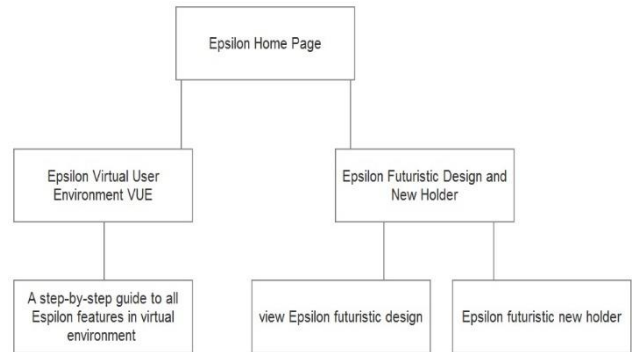 Epsilon Home Page
Epsilon Virtual User
Environment VUE
Epsilon Futuristic Design and
New Holder
A step-by-step guide to all
Espilon features in virtual
environment
view Epsilon futuristic design
Epsilon futuristic new holder